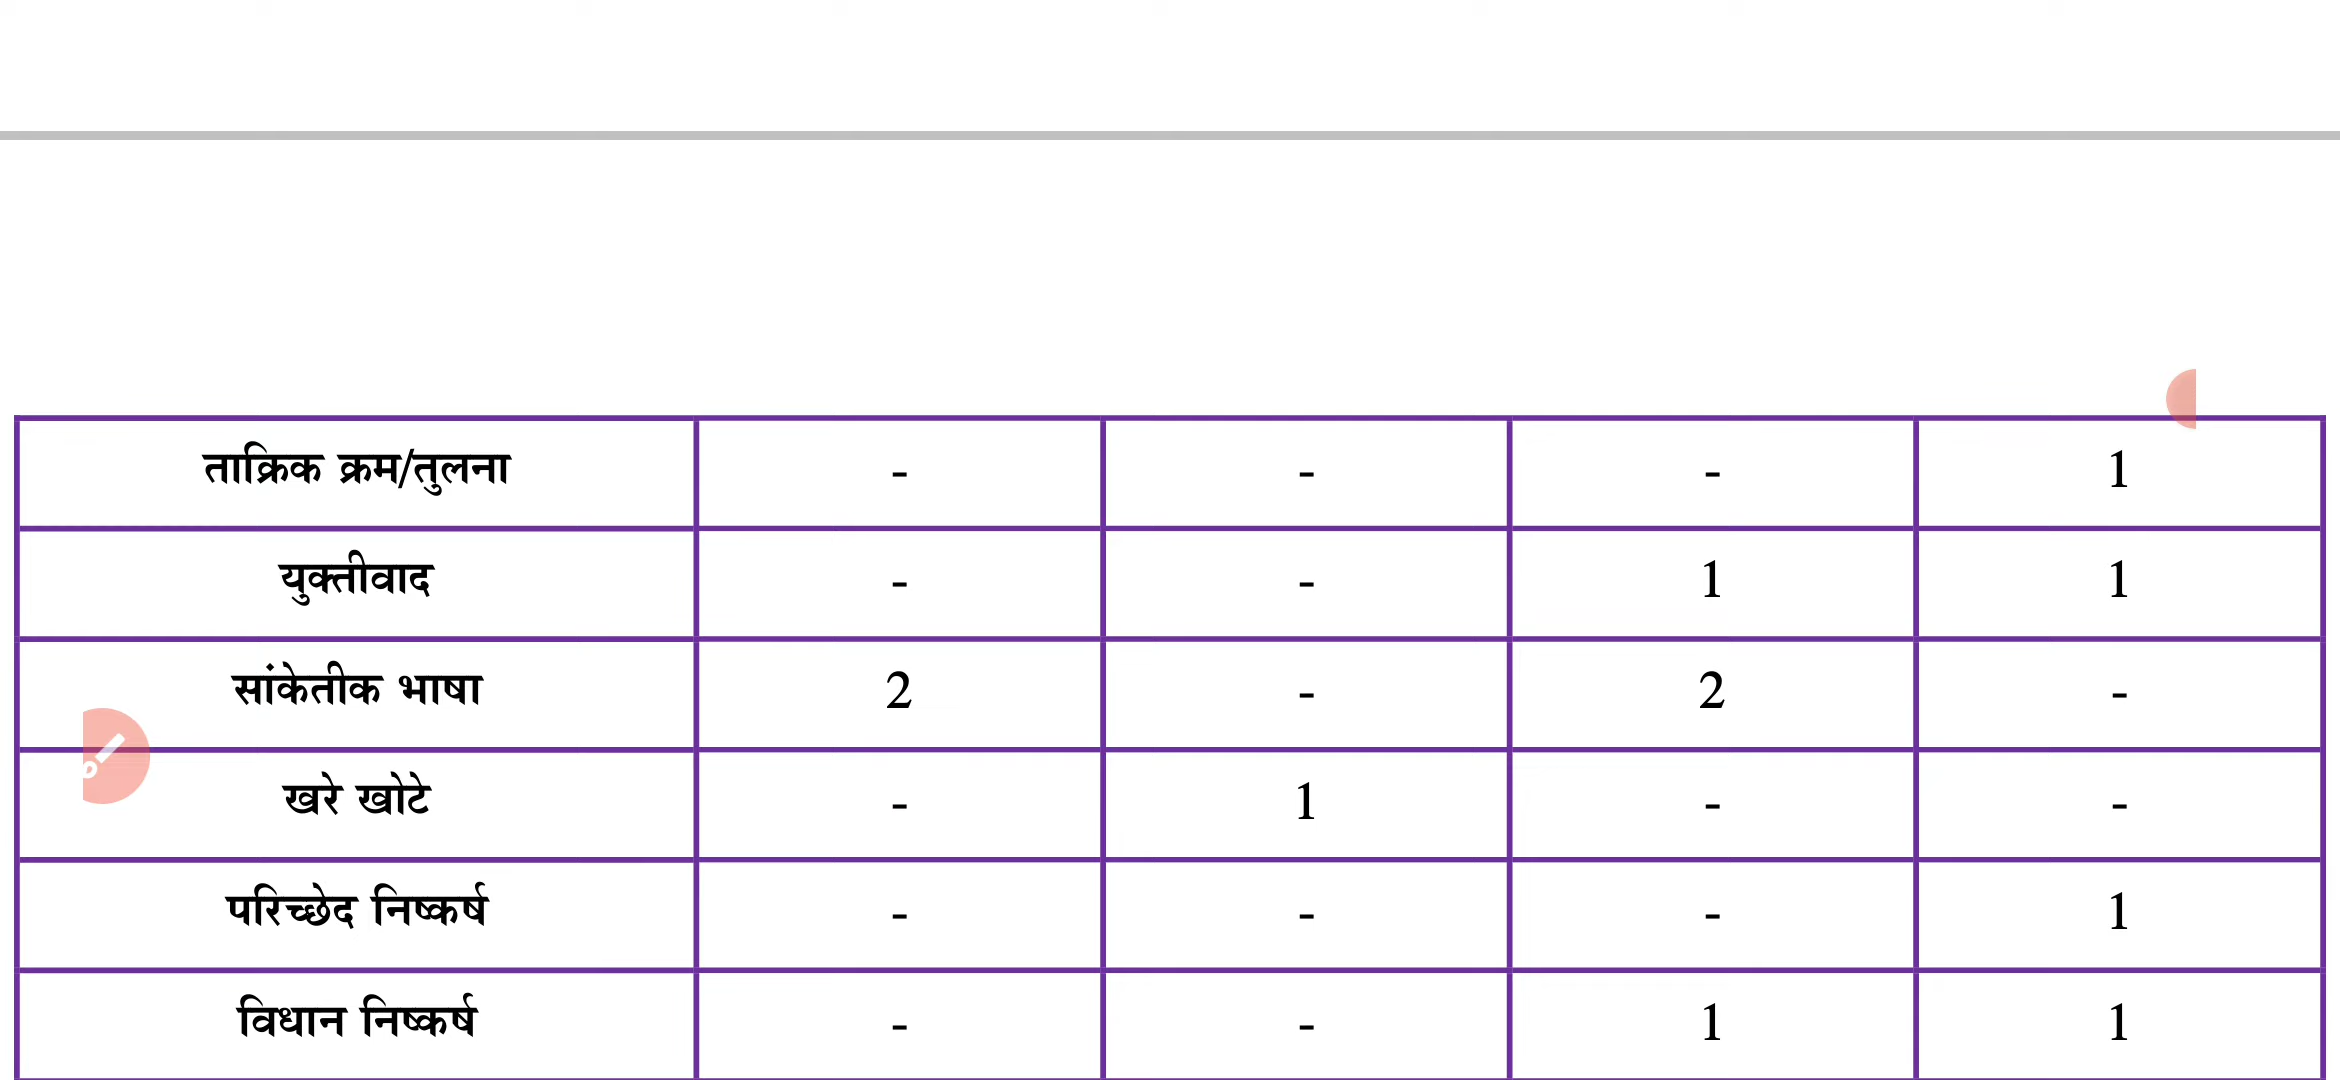 ताक्रिक क्रम/तुलना - - - 1
युक्तीवाद - - 1 1
सांकेतीक भाषा 2 - 2 -
खरे खोटे - 1 - -
परिच्छेद निष्कर्ष - - - 1
विधान निष्कर्ष - - 1 1